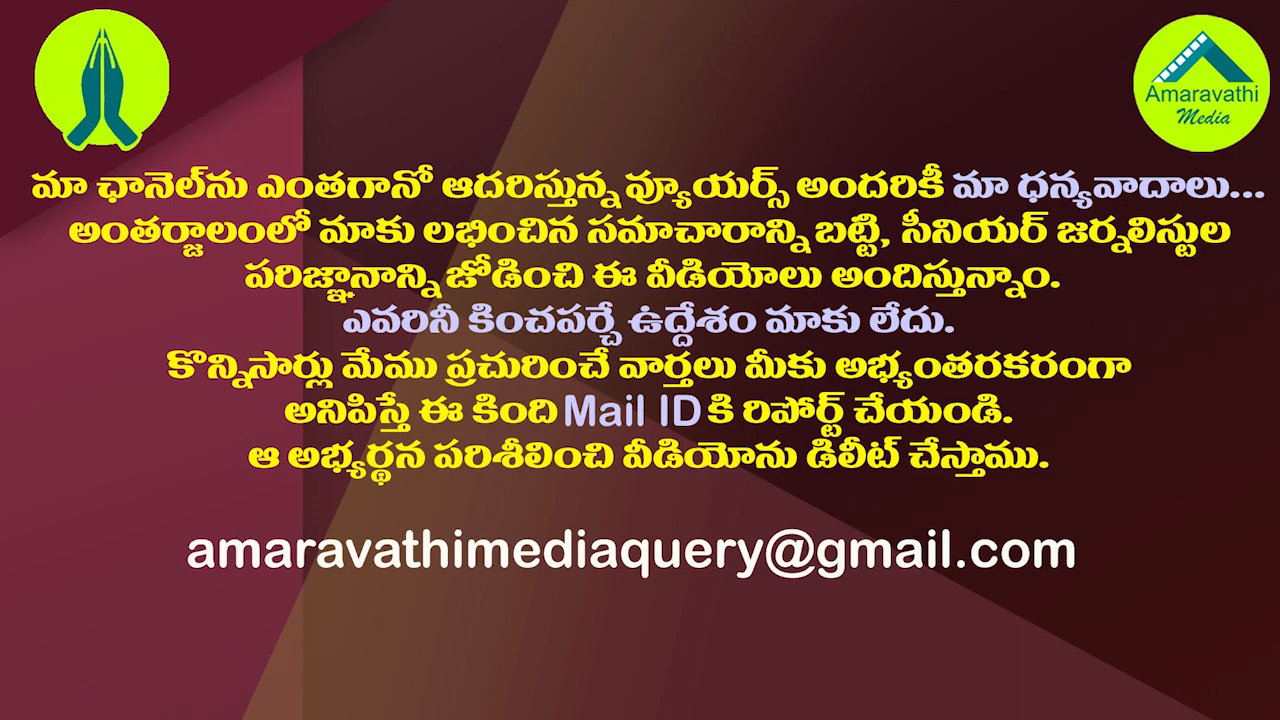 Amaravathi
Media
మా ఛానెల్‌ను ఎంతగానో ఆదరిస్తున్న వ్యూయర్స్ అందరికీ మా ధన్యవాదాలు...
అంతర్జాలంలో మాకు లభించిన సమాచారాన్ని బట్టి, సీనియర్ జర్నలిస్టుల
పరిజ్ఞానాన్ని జోడించి ఈ వీడియోలు అందిస్తున్నాం.
ఎవరినీ కించపర్చే ఉద్దేశం మాకు లేదు.
కొన్నిసార్లు మేము ప్రచురించే వార్తలు మీకు అభ్యంతరకరంగా
అనిపిస్తే ఈ కింది Mail ID కి రిపోర్ట్ చేయండి.
ఆ అభ్యర్థన పరిశీలించి వీడియోను డిలీట్ చేస్తాము.
amaravathimediaquery@gmail.com